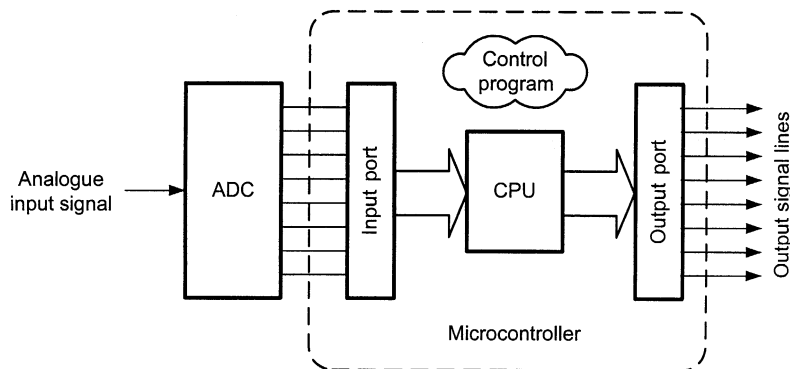 Control
program
Analogue
input signal
ADC
Input port
CPU
Output port
Output signal lines
Microcontroller